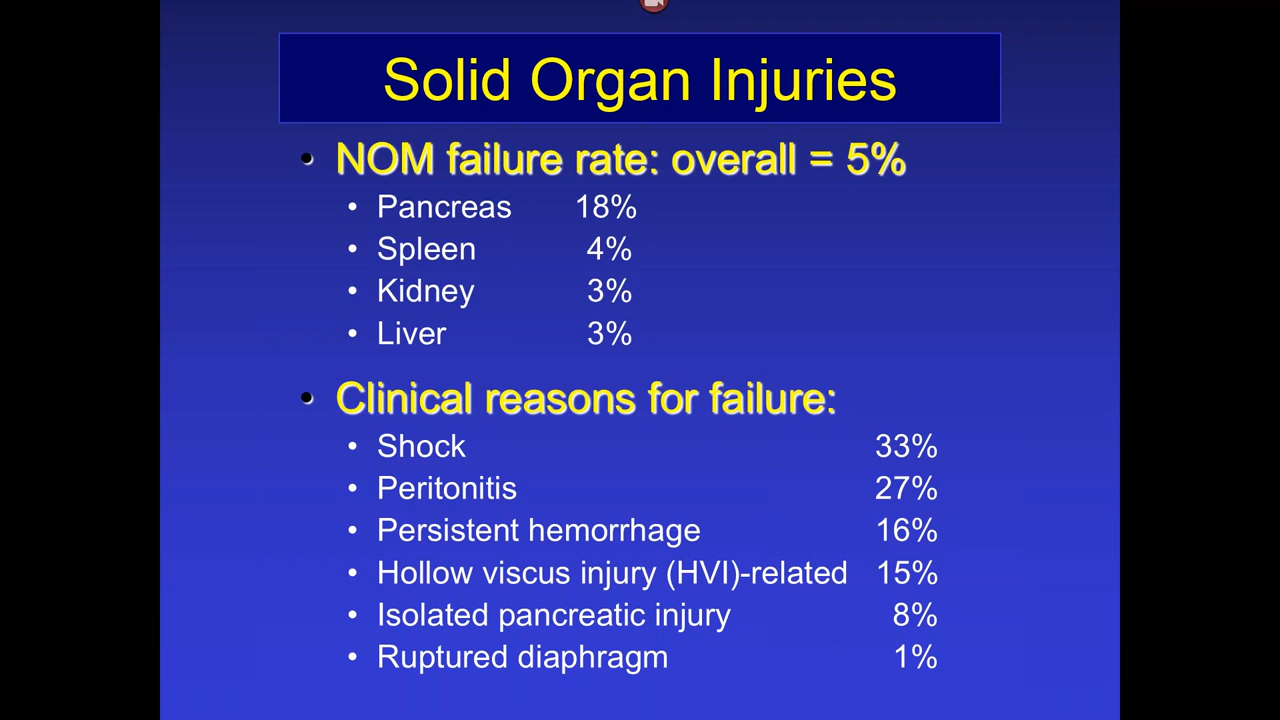 Solid Organ Injuries
• NOM failure rate: overall = 5%
• Pancreas 18%
• Spleen 4%
• Kidney 3%
• Liver 3%
• Clinical reasons for failure:
• Shock 33%
• Peritonitis 27%
• Persistent hemorrhage 16%
• Hollow viscus injury (HVI)-related 15%
• Isolated pancreatic injury 8%
• Ruptured diaphragm 1%